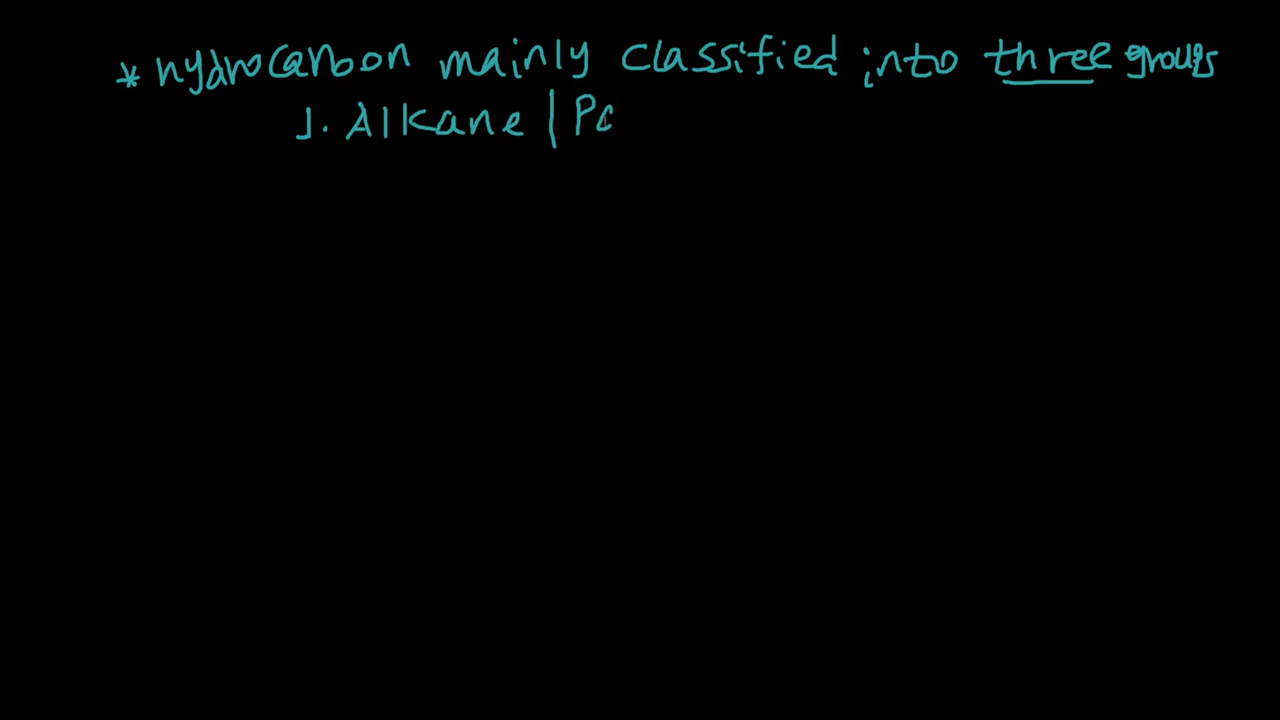 * hydrocarbon mainly classified into three groups
1. Alkane | Pa